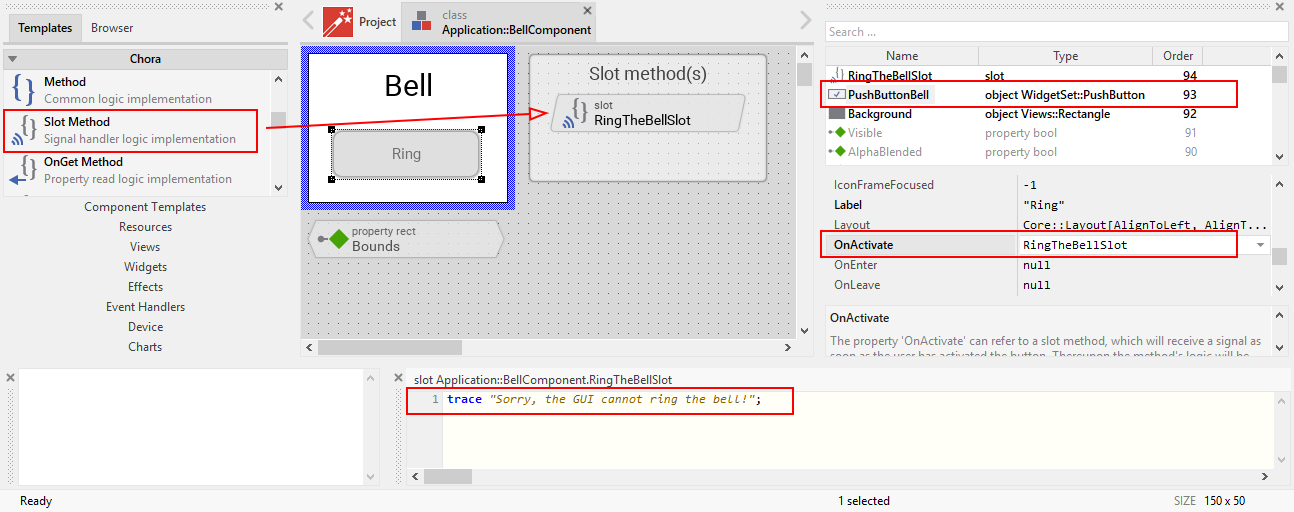 Templates
Browser
Chora
Method
Common logic implementation
Slot Method
Signal handler logic implementation
OnGet Method
Property read logic implementation
Component Templates
Resources
Views
Widgets
Effects
Event Handlers
Device
Charts
Project
class
Application::BellComponent
Bell
Ring
Slot method(s)
slot
RingTheBellSlot
property rect
Bounds
Search ...
Name Type Order
RingTheBellSlot slot 94
PushButtonBell object WidgetSet::PushButton 93
Background object Views::Rectangle 92
Visible property bool 91
AlphaBlended property bool 90
IconFrameFocused -1
Label "Ring"
Layout Core::Layout[AlignToLeft, AlignT...
OnActivate RingTheBellSlot
OnEnter null
OnLeave null
OnActivate
The property 'OnActivate' can refer to a slot method, which will receive a signal as
soon as the user has activated the button. Thereupon the method's logic will be
slot Application::BellComponent.RingTheBellSlot
1 trace "Sorry, the GUI cannot ring the bell!";
Ready
1 selected
SIZE 150 x 50